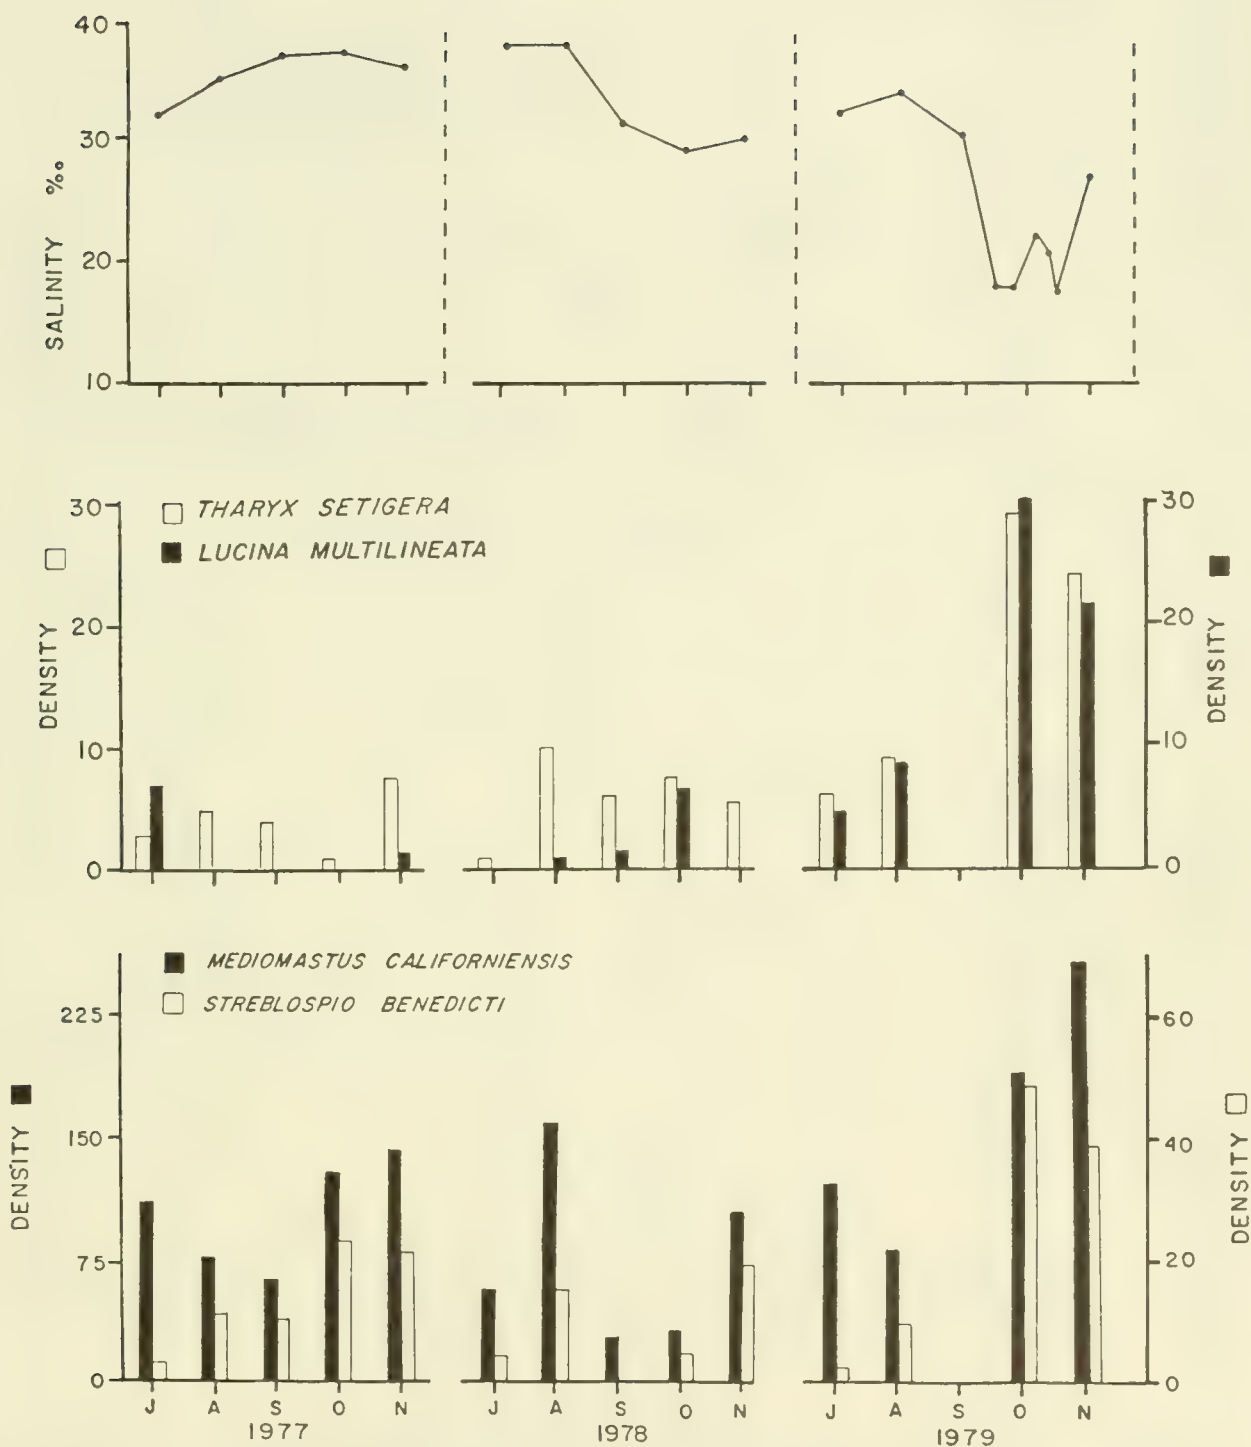 40
30
20
10
SALINITY ‰
THARYX SETIGERA
LUCINA MULTILINEATA
30
20
10
0
DENSITY
30
20
10
0
DENSITY
MEDIOMASTUS CALIFORNIENSIS
STREBLOSPIO BENEDICTI
225
150
75
0
DENSITY
60
40
20
0
DENSITY
J A S O N
1977
J A S O N
1978
J A S O N
1979